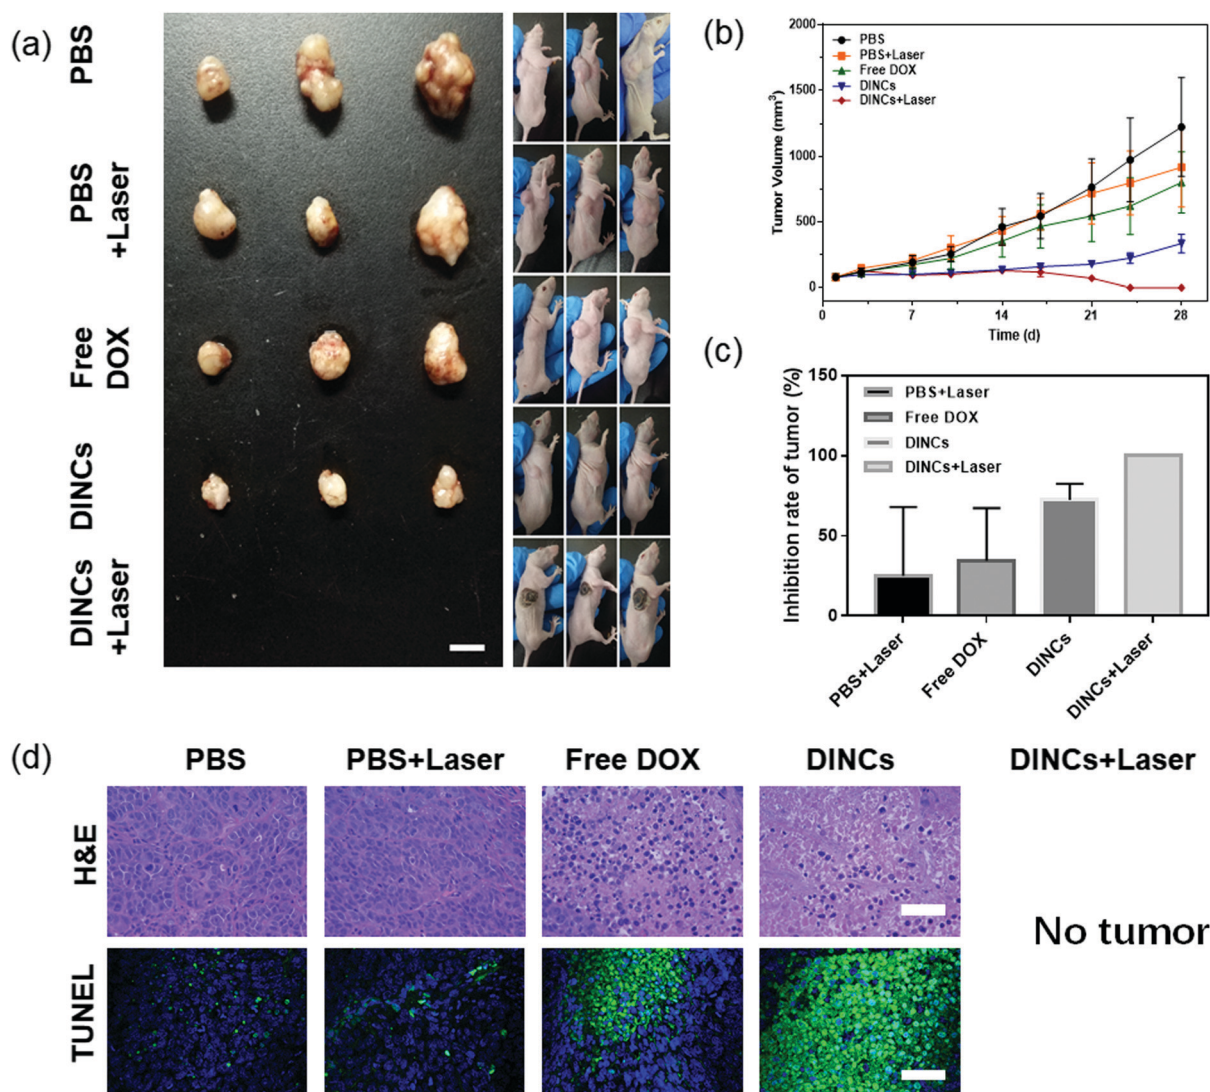 (a)
PBS
PBS
+Laser
Free
DOX
DINCs
DINCs
+Laser
(b)
Tumor Volume (mm³)
2000
1500
1000
500
0
PBS
PBS+Laser
Free DOX
DINCs
DINCs+Laser
0
7
14
21
28
Time (d)
(c)
Inhibition rate of tumor (%)
150
100
50
0
PBS+Laser
Free DOX
DINCs
DINCs+Laser
PBS+Laser
Free DOX
DINCs
DINCs+Laser
(d)
PBS
PBS+Laser
Free DOX
DINCs
DINCs+Laser
H&E
TUNEL
No tumor